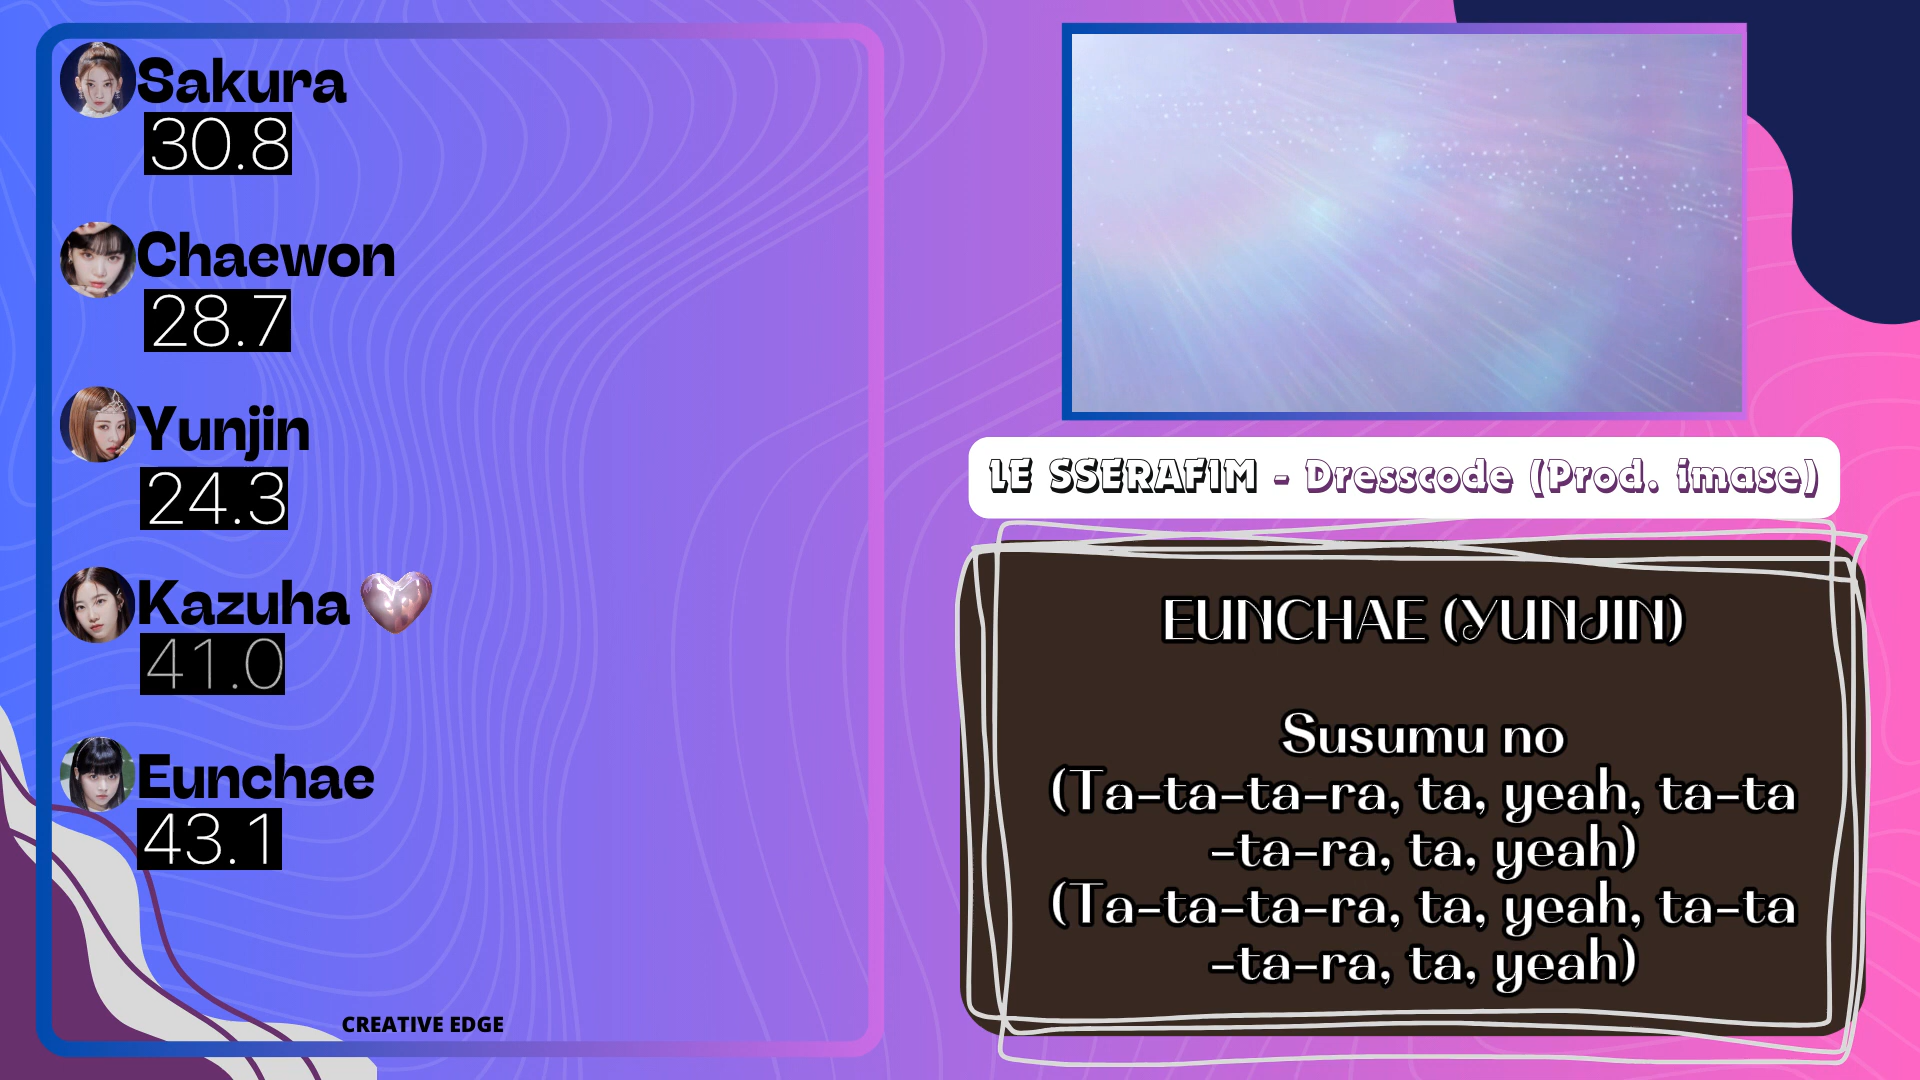 Sakura
30.8
Chaewon
28.7
Yunjin
24.3
Kazuha
41.0
Eunchae
43.1
CREATIVE EDGE
LE SSERAFIM - Dresscode (Prod. imase)
EUNCHAE (YUNJIN)
Susumu no
(Ta-ta-ta-ra, ta, yeah, ta-ta
-ta-ra, ta, yeah)
(Ta-ta-ta-ra, ta, yeah, ta-ta
-ta-ra, ta, yeah)